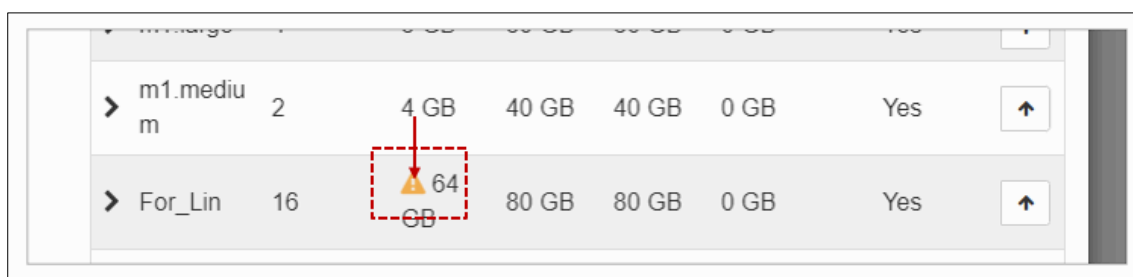 m1.mediu
m 2 4 GB 40 GB 40 GB 0 GB Yes
For_Lin 16 64
GB 80 GB 80 GB 0 GB Yes